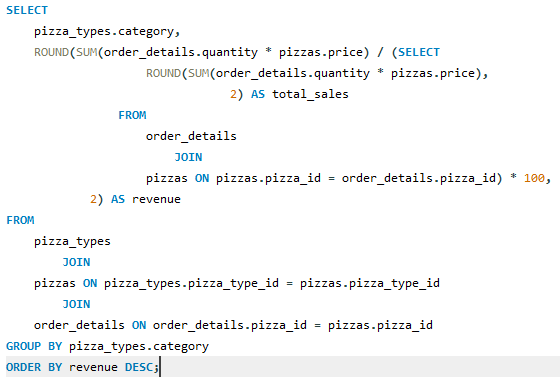 SELECT
pizza_types.category,
ROUND(SUM(order_details.quantity * pizzas.price) / (SELECT
ROUND(SUM(order_details.quantity * pizzas.price),
2) AS total_sales
FROM
order_details
JOIN
pizzas ON pizzas.pizza_id = order_details.pizza_id) * 100,
2) AS revenue
FROM
pizza_types
JOIN
pizzas ON pizza_types.pizza_type_id = pizzas.pizza_type_id
JOIN
order_details ON order_details.pizza_id = pizzas.pizza_id
GROUP BY pizza_types.category
ORDER BY revenue DESC;